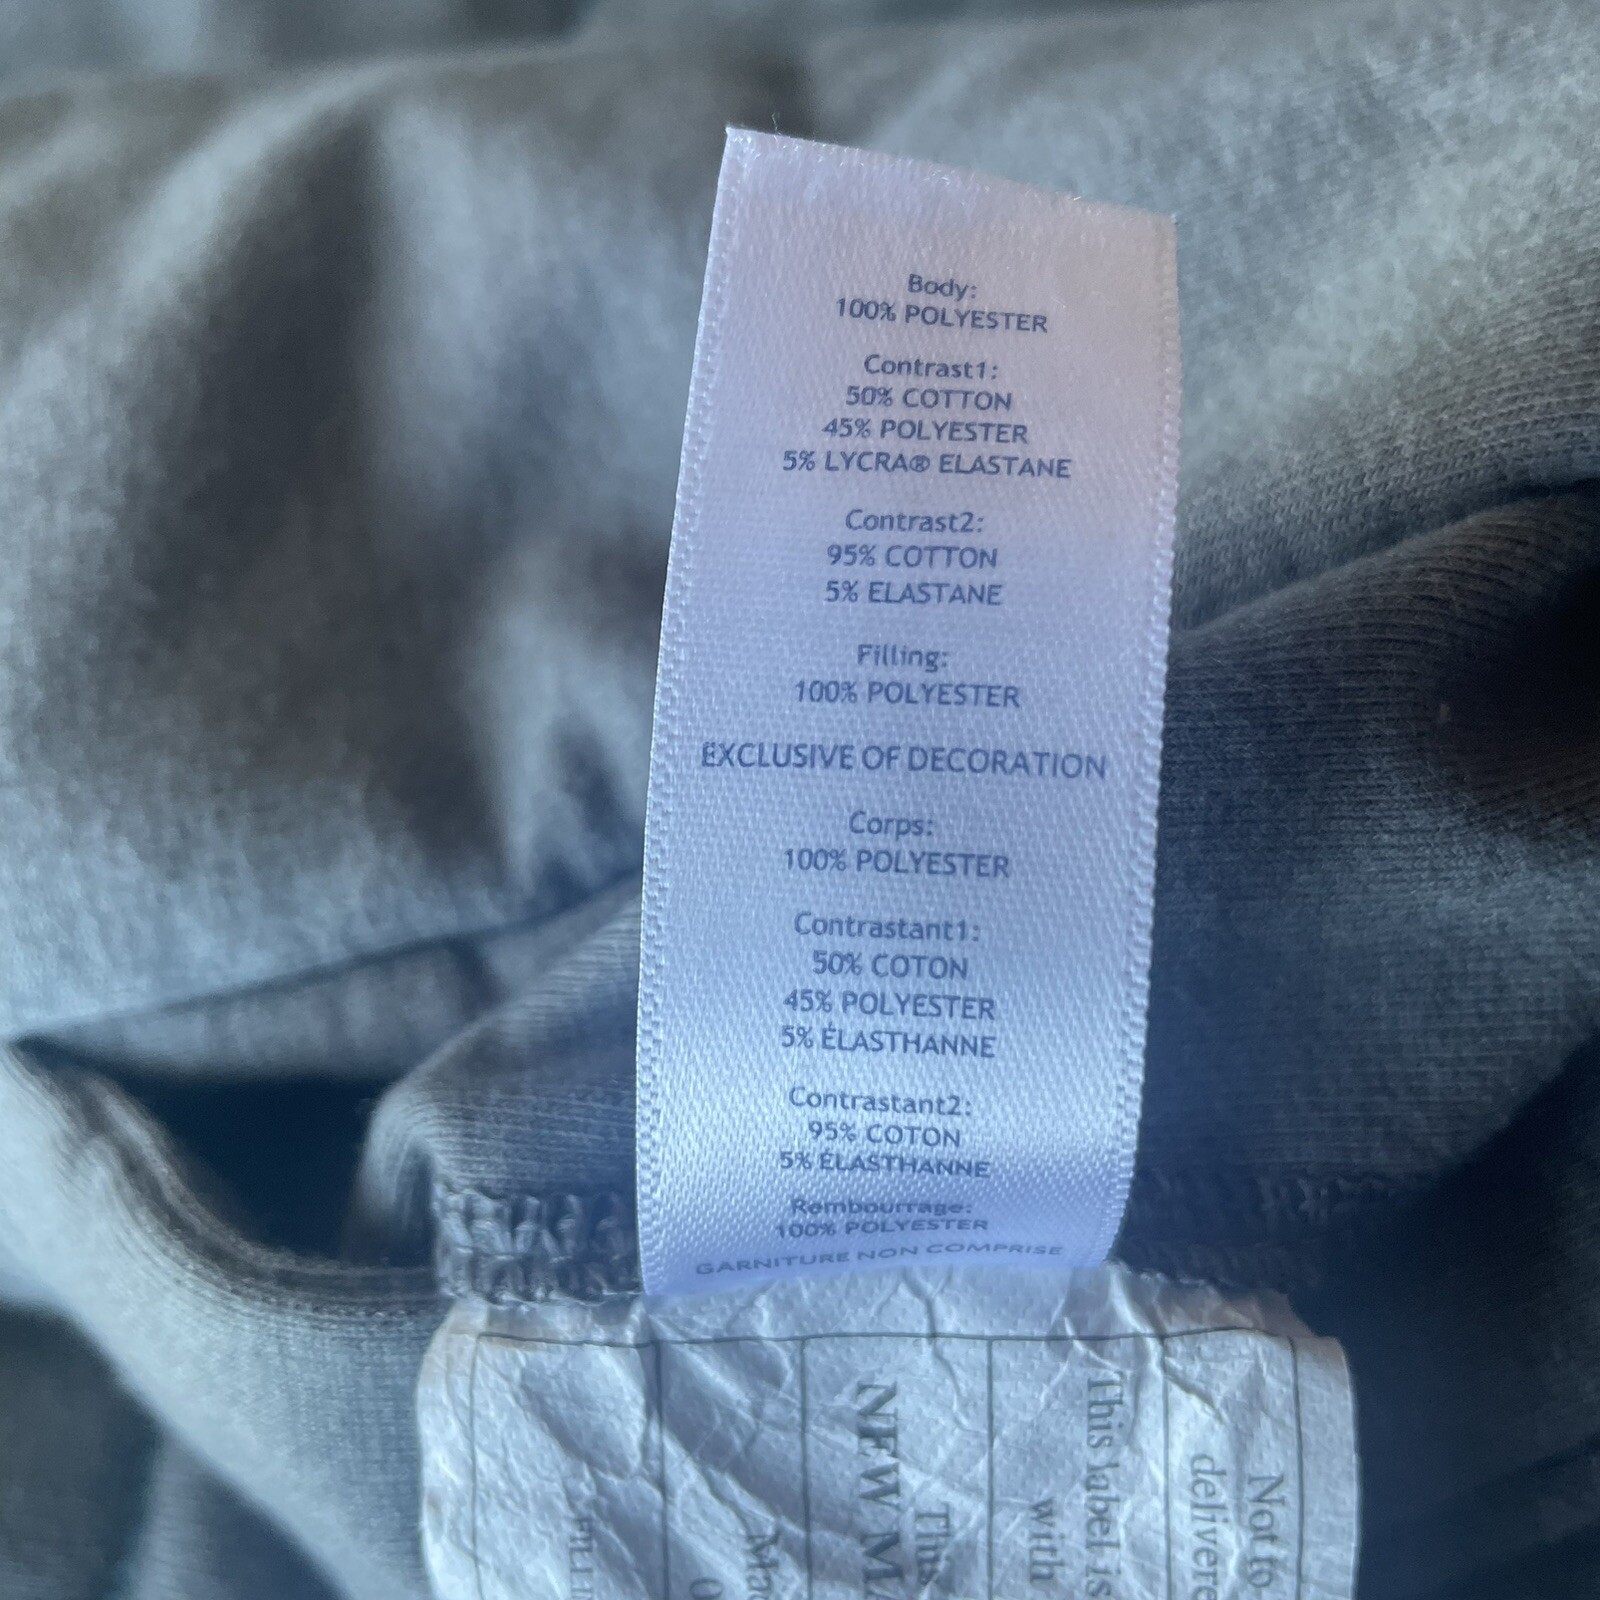 Body:
100% POLYESTER
Contrast1:
50% COTTON
45% POLYESTER
5% LYCRA® ELASTANE
Contrast2:
95% COTTON
5% ELASTANE
Filling:
100% POLYESTER
EXCLUSIVE OF DECORATION
Corps:
100% POLYESTER
Contrastant1:
50% COTON
45% POLYESTER
5% ÉLASTHANNE
Contrastant2:
95% COTON
5% ÉLASTHANNE
Rembourrage:
100% POLYESTER
GARNITURE NON COMPRISE
Not to
delivere
This label is
with
This
NEW MA